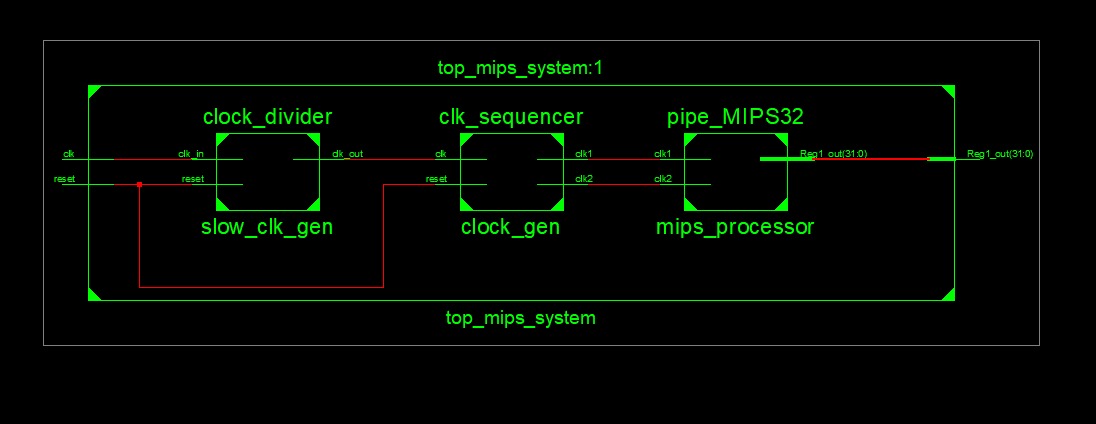 top_mips_system:1
clock_divider clk_sequencer pipe_MIPS32
clk clk_in clk_out clk clk1 clk1 Reg1_out(31:0) Reg1_out(31:0)
reset reset reset clk2 clk2
slow_clk_gen clock_gen mips_processor
top_mips_system